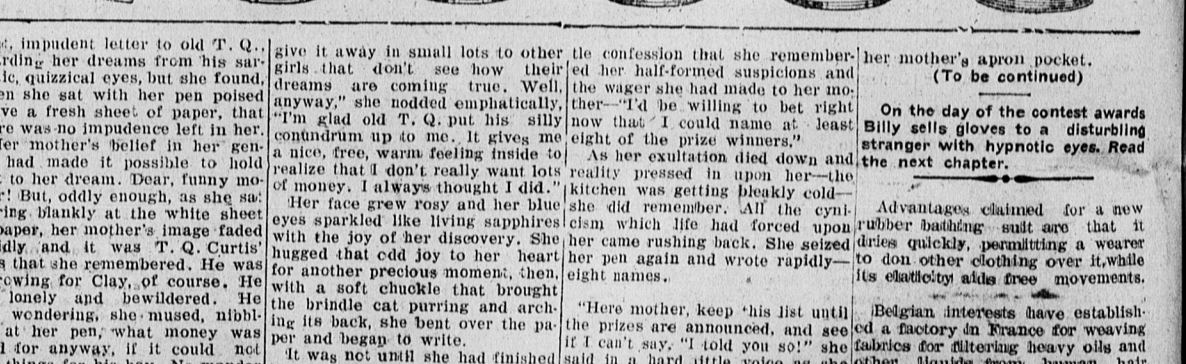 impudent letter to old T. Q.,
her dreams from his sar-
quizzical eyes, but she found,
she sat with her pen poised
a fresh sheet of paper, that
was no impudence left in her.
mother's belief in her gen-
had made it possible to hold
to her dream. Dear, funny mo-
But, oddly enough, as she sat
blankly at the white sheet
paper, her mother's image faded
and it was T. Q. Curtis'
that she remembered. He was
for Clay, of course. He
lonely and bewildered. He
wondering, she mused, nibbl-
at her pen, what money was
for anyway, if it could not
give it away in small lots to other
girls that don't see how their
dreams are coming true. Well,
anyway," she nodded emphatically,
"I'm glad old T. Q. put his silly
conundrum up to me. It gives me
a nice, free, warm feeling inside to
realize that I don't really want lots
of money. I always thought I did."
Her face grew rosy and her blue
eyes sparkled like living sapphires
with the joy of her discovery. She
hugged that odd joy to her heart
for another precious moment, then,
with a soft chuckle that brought
the brindle cat purring and arch-
ing its back, she bent over the pa-
per and began to write.
It was not until she had finished
tle confession that she remember-
ed her half-formed suspicions and
the wager she had made to her mo-
ther—"I'd be willing to bet right
now that I could name at least
eight of the prize winners."
As her exultation died down and
reality pressed in upon her—the
kitchen was getting bleakly cold—
she did remember. All the cyni-
cism which life had forced upon
her came rushing back. She seized
her pen again and wrote rapidly—
eight names.
"Here mother, keep this list until
the prizes are announced, and see
if I can't say. "I told you so!" she
said in a hard little voice as she
her mother's apron pocket.
(To be continued)
On the day of the contest awards
Billy sells gloves to a disturbling
stranger with hypnotic eyes. Read
the next chapter.
Advantages claimed for a new
rubber bathing suit are that it
dries quickly, permitting a wearer
to don other clothing over it, while
its elasticity aids free movements.
Belgian interests have establish-
ed a factory in France for weaving
fabrics for filtering heavy oils and
other liquids from human hair